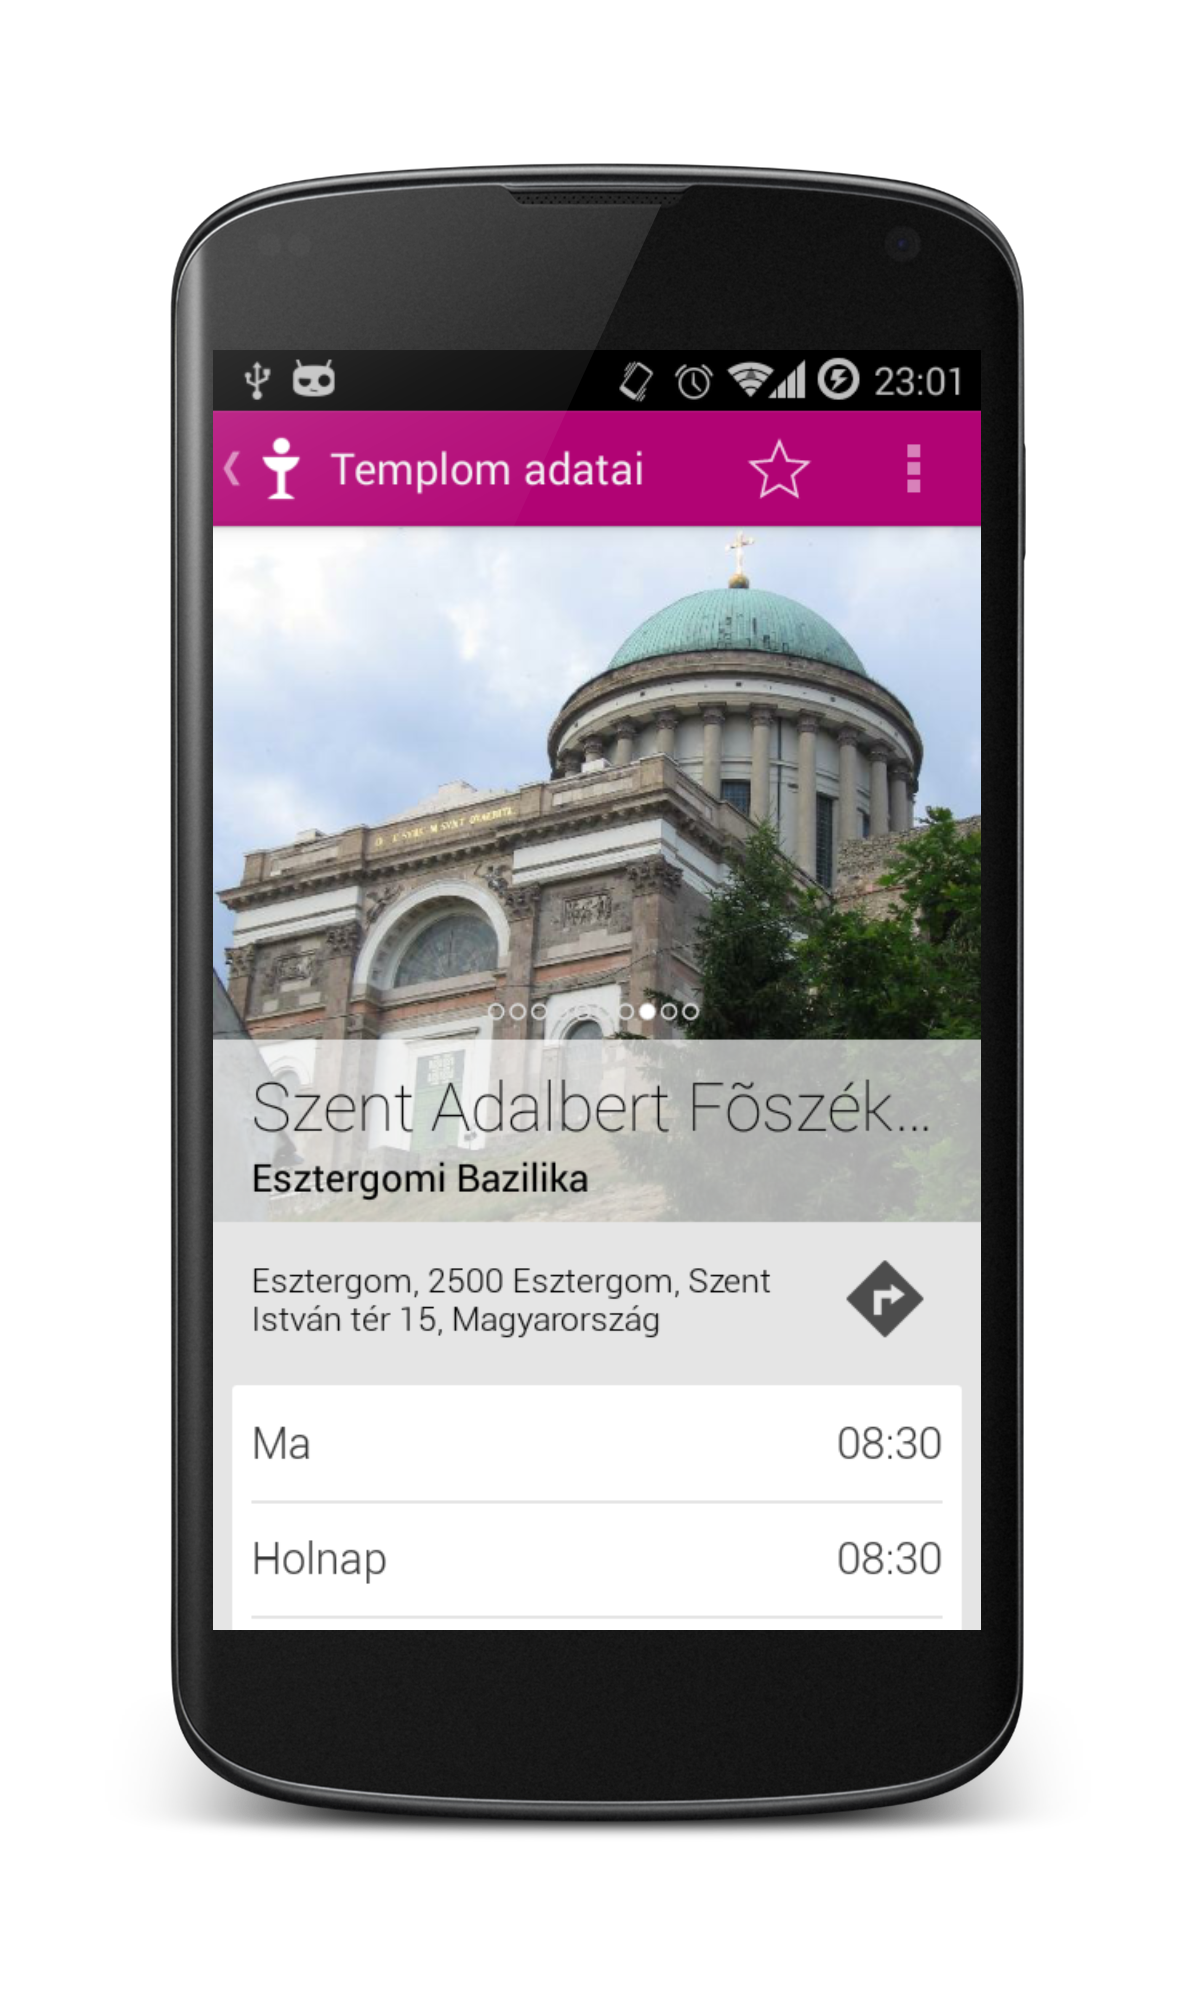 23:01
Templom adatai
Szent Adalbert Fõszék...
Esztergomi Bazilika
Esztergom, 2500 Esztergom, Szent
István tér 15, Magyarország
Ma 08:30
Holnap 08:30